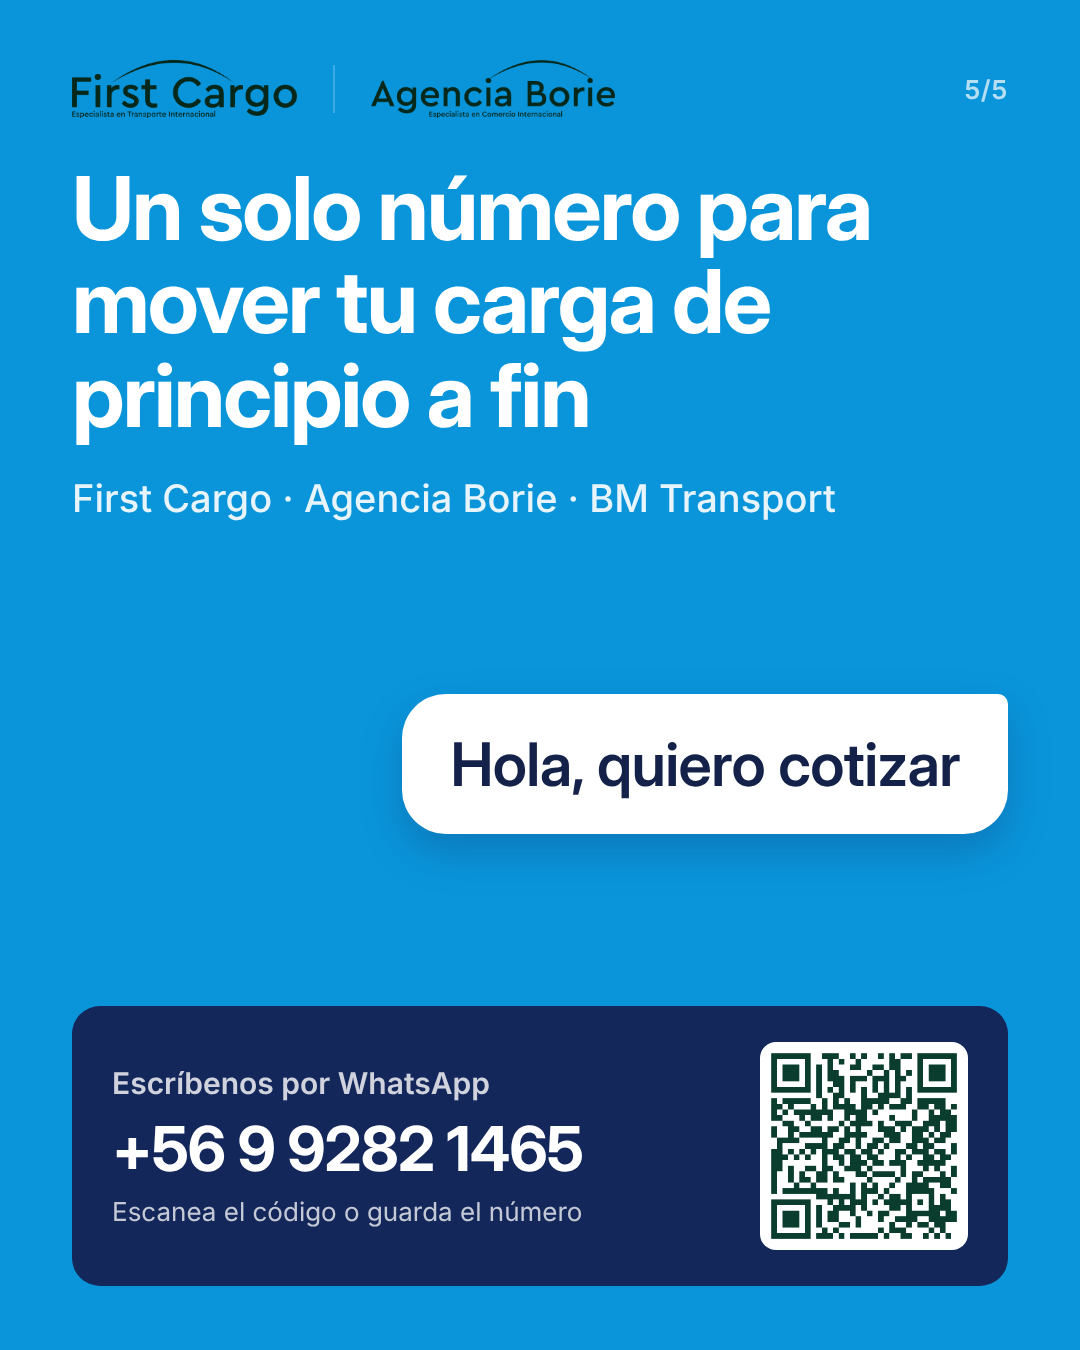 First Cargo
Especialista en Transporte Internacional
Agencia Borie
Especialista en Comercio Internacional
5/5
Un solo número para
mover tu carga de
principio a fin
First Cargo · Agencia Borie · BM Transport
Hola, quiero cotizar
Escríbenos por WhatsApp
+56 9 9282 1465
Escanea el código o guarda el número